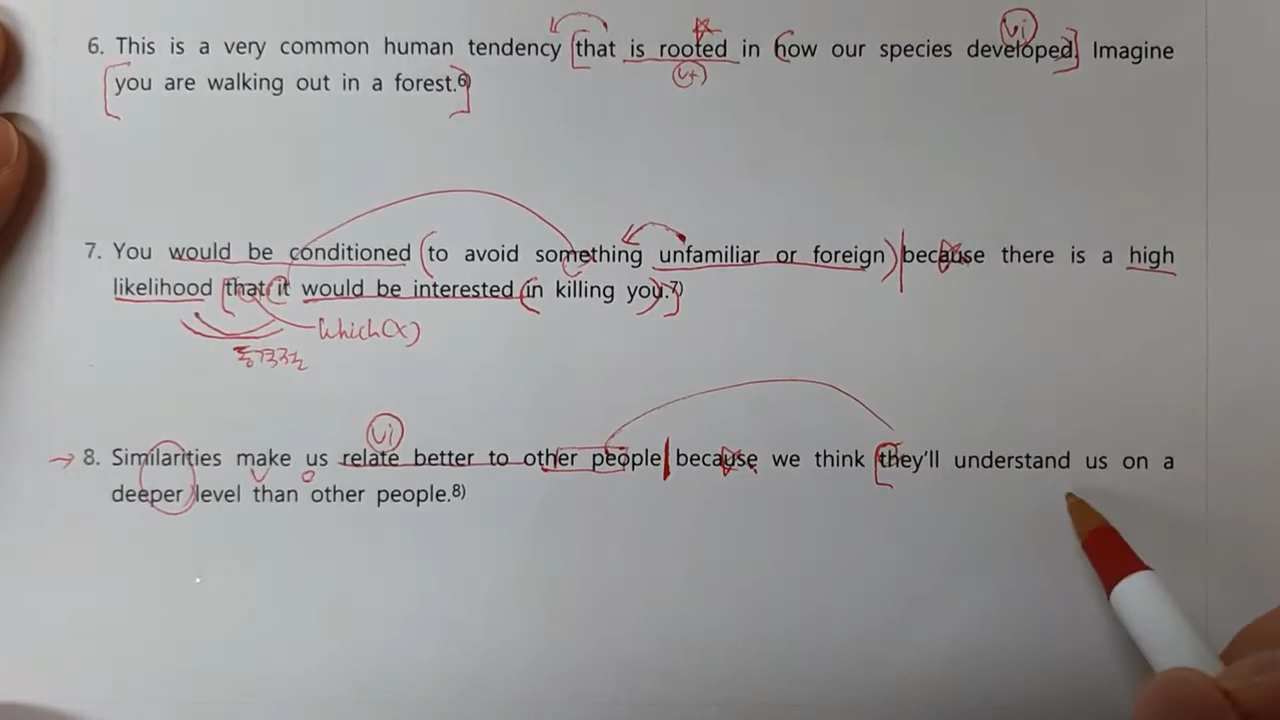 vi
6. This is a very common human tendency that is rooted in how our species developed. Imagine
vt
you are walking out in a forest.6)
7. You would be conditioned to avoid something unfamiliar or foreign because there is a high
likelihood that it would be interested in killing you.7)
which(x)
vi
8. Similarities make us relate better to other people because we think they'll understand us on a
v o
deeper level than other people.8)